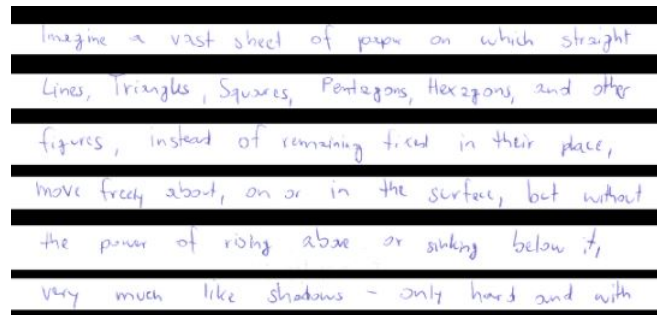 Imagine a vast sheet of paper on which straight
Lines, Triangles, Squares, Pentagons, Hexagons, and other
figures, instead of remaining fixed in their place,
move freely about, on or in the surface, but without
the power of rising above or sinking below it,
very much like shadows - only hard and with